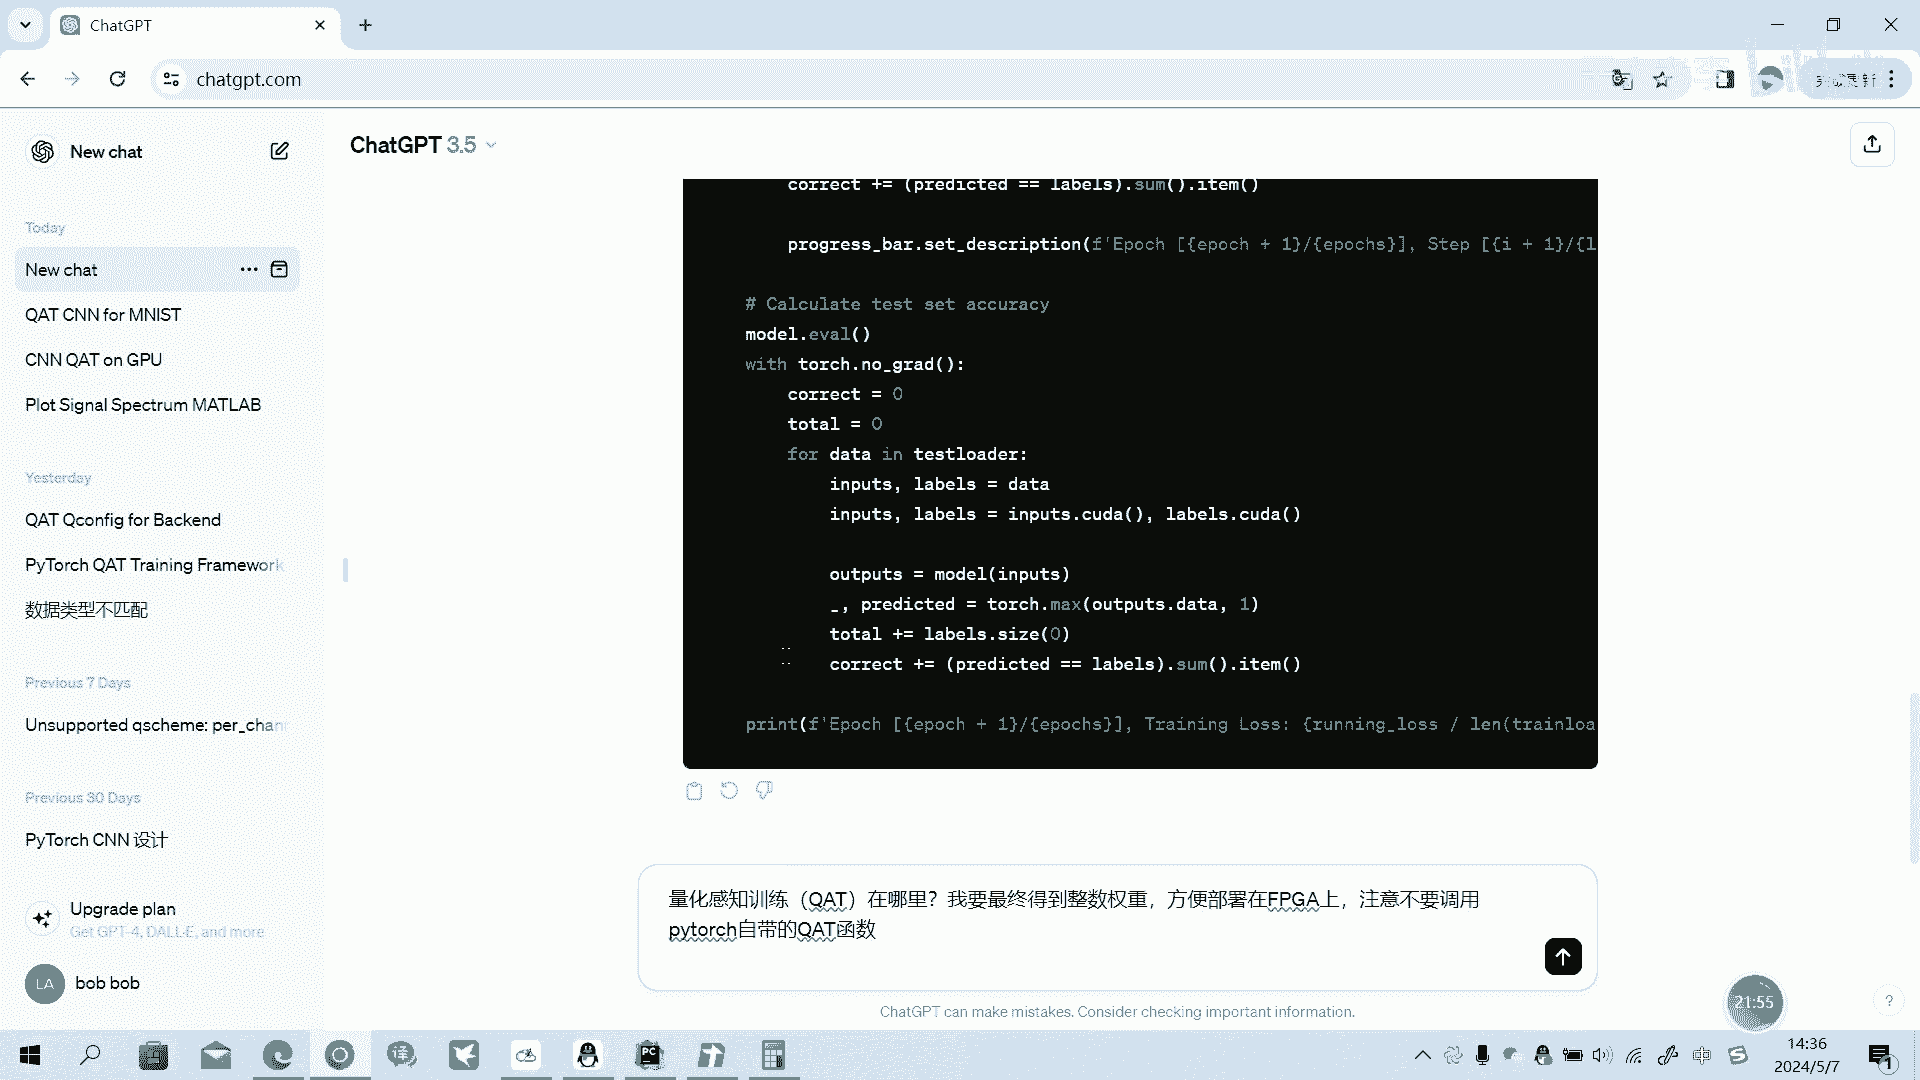 ChatGPT
chatgpt.com
New chat
ChatGPT 3.5
Today
New chat
QAT CNN for MNIST
CNN QAT on GPU
Plot Signal Spectrum MATLAB
Yesterday
QAT Qconfig for Backend
PyTorch QAT Training Framework
数据类型不匹配
Previous 7 Days
Unsupported qscheme: per_chan
Previous 30 Days
PyTorch CNN 设计
Upgrade plan
Get GPT-4, DALL·E, and more
LA
bob bob
correct += (predicted == labels).sum().item()
progress_bar.set_description(f'Epoch [{epoch + 1}/{epochs}], Step [{i + 1}/{l
# Calculate test set accuracy
model.eval()
with torch.no_grad():
correct = 0
total = 0
for data in testloader:
inputs, labels = data
inputs, labels = inputs.cuda(), labels.cuda()
outputs = model(inputs)
_, predicted = torch.max(outputs.data, 1)
total += labels.size(0)
correct += (predicted == labels).sum().item()
print(f'Epoch [{epoch + 1}/{epochs}], Training Loss: {running_loss / len(trainloa
量化感知训练（QAT）在哪里？我要最终得到整数权重，方便部署在FPGA上，注意不要调用
pytorch自带的QAT函数
ChatGPT can make mistakes. Consider checking important information.
21:55
?
译
PC
T
中
S
14:36
2024/5/7
1